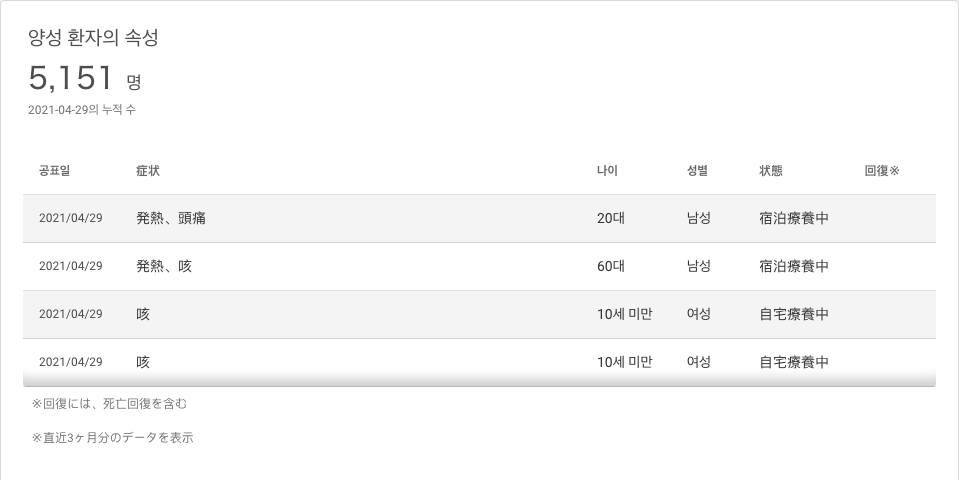 양성 환자의 속성
5,151 명
2021-04-29의 누적 수
공표일 症状 나이 성별 状態 回復※
2021/04/29 発熱、頭痛 20대 남성 宿泊療養中
2021/04/29 発熱、咳 60대 남성 宿泊療養中
2021/04/29 咳 10세 미만 여성 自宅療養中
2021/04/29 咳 10세 미만 여성 自宅療養中
※回復には、死亡回復を含む
※直近3ヶ月分のデータを表示